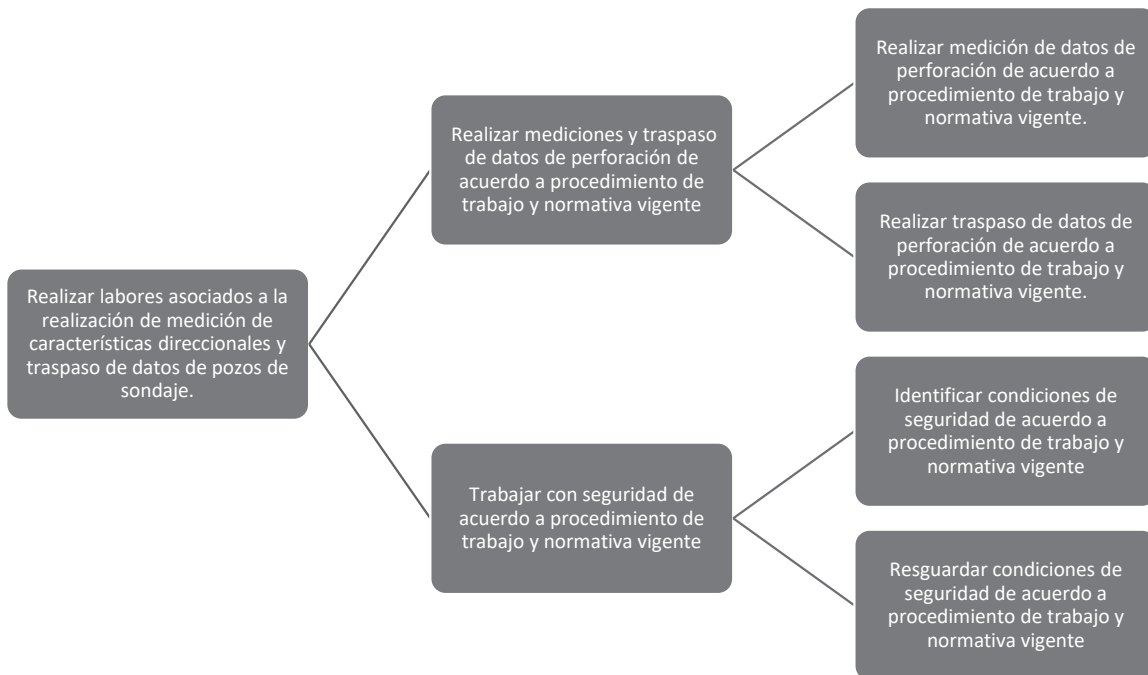 Realizar labores asociados a la
realización de medición de
características direccionales y
traspaso de datos de pozos de
sondaje.
Realizar mediciones y traspaso
de datos de perforación de
acuerdo a procedimiento de
trabajo y normativa vigente
Realizar medición de datos de
perforación de acuerdo a
procedimiento de trabajo y
normativa vigente.
Realizar traspaso de datos de
perforación de acuerdo a
procedimiento de trabajo y
normativa vigente.
Trabajar con seguridad de
acuerdo a procedimiento de
trabajo y normativa vigente
Identificar condiciones de
seguridad de acuerdo a
procedimiento de trabajo y
normativa vigente
Resguardar condiciones de
seguridad de acuerdo a
procedimiento de trabajo y
normativa vigente